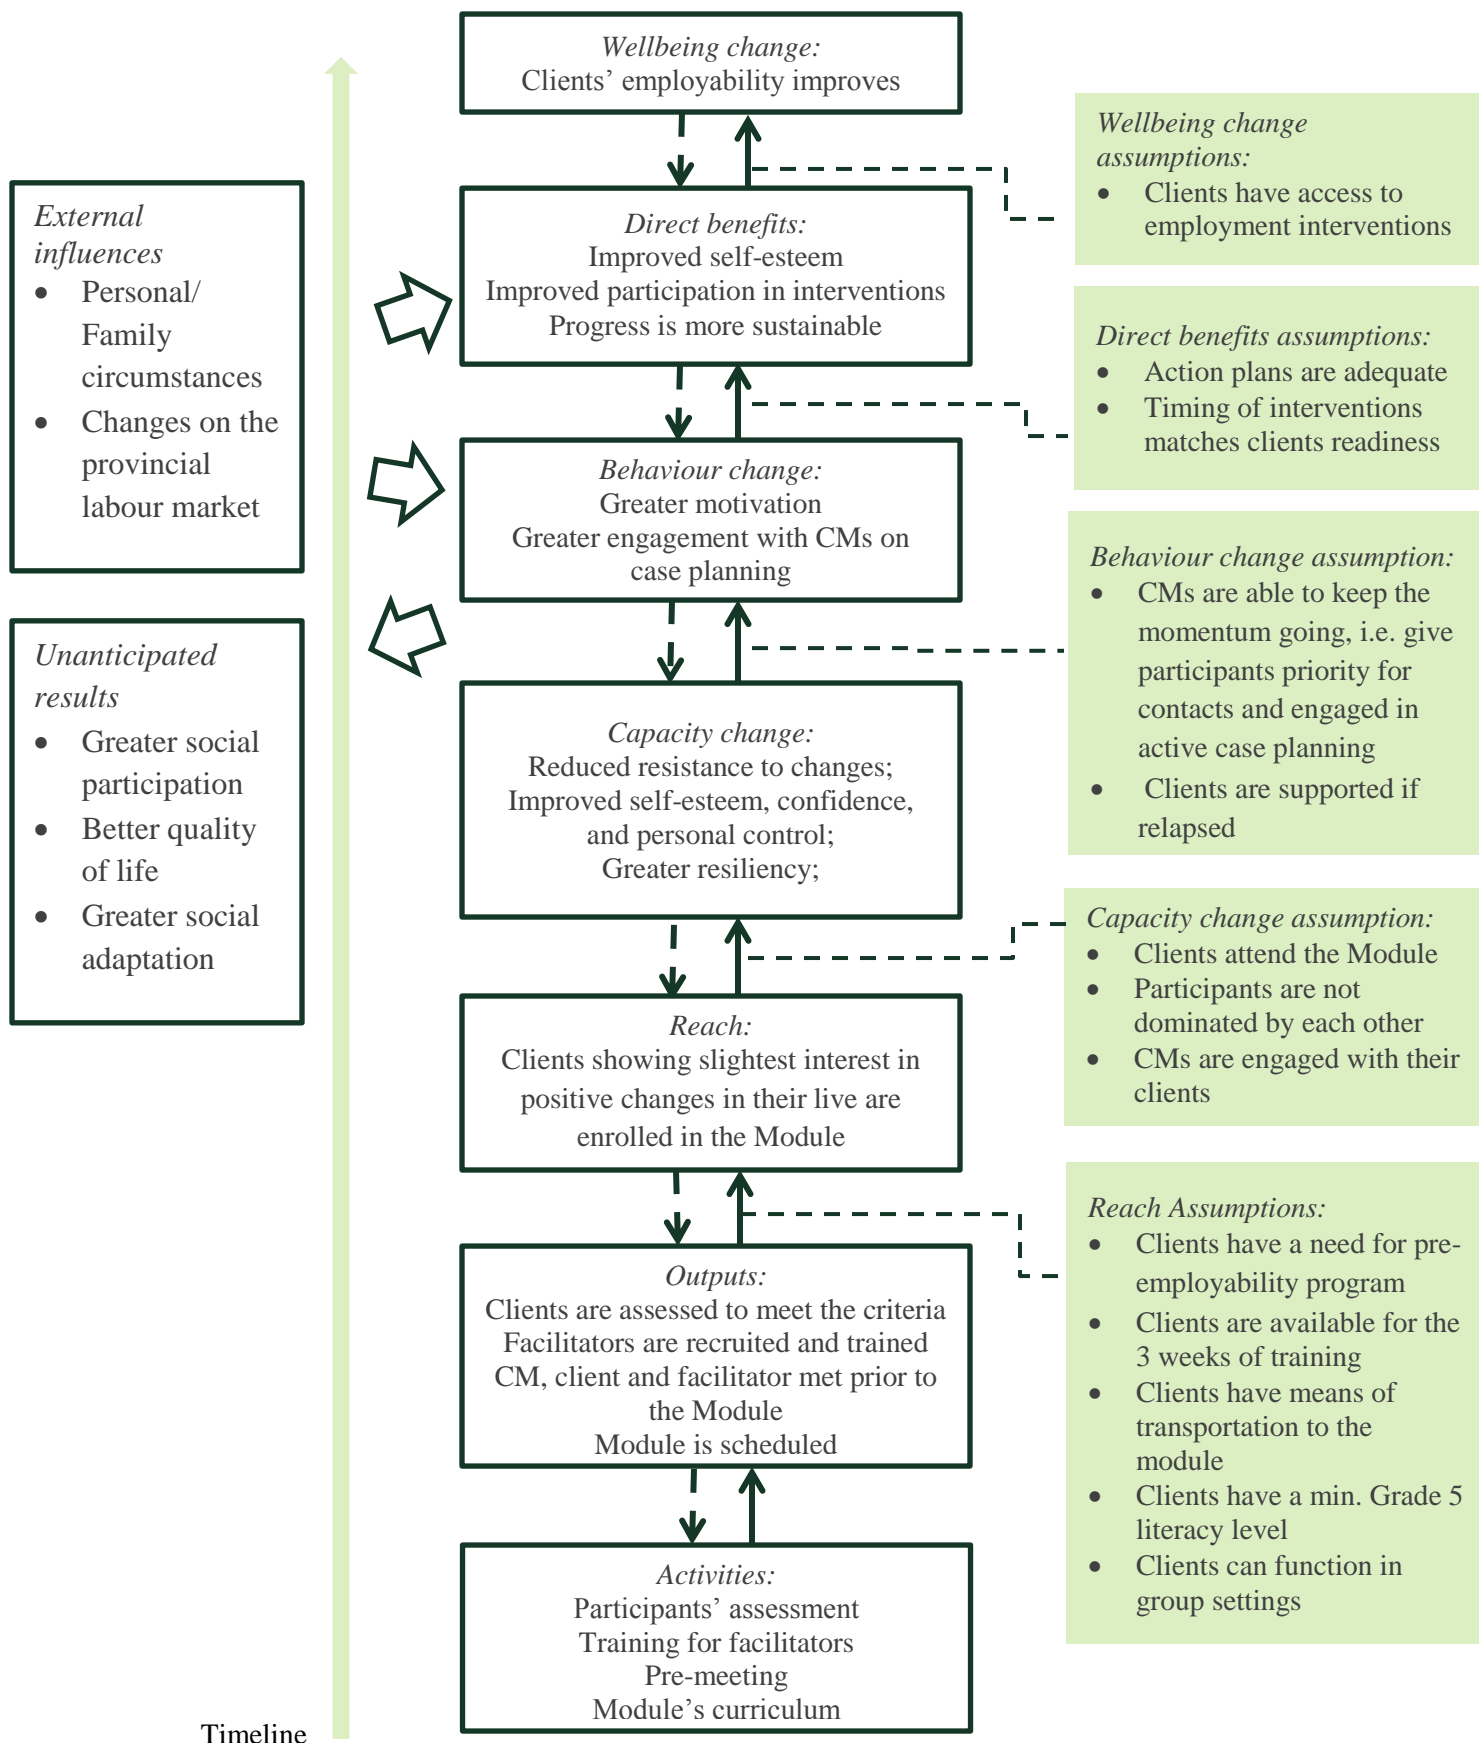 Wellbeing change:
Clients’ employability improves
Direct benefits:
Improved self-esteem
Improved participation in interventions
Progress is more sustainable
Behaviour change:
Greater motivation
Greater engagement with CMs on
case planning
Capacity change:
Reduced resistance to changes;
Improved self-esteem, confidence,
and personal control;
Greater resiliency;
Reach:
Clients showing slightest interest in
positive changes in their live are
enrolled in the Module
Outputs:
Clients are assessed to meet the criteria
Facilitators are recruited and trained
CM, client and facilitator met prior to
the Module
Module is scheduled
Activities:
Participants’ assessment
Training for facilitators
Pre-meeting
Module’s curriculum
External
influences
• Personal/
Family
circumstances
• Changes on the
provincial
labour market
Unanticipated
results
• Greater social
participation
• Better quality
of life
• Greater social
adaptation
Timeline
Wellbeing change
assumptions:
• Clients have access to
employment interventions
Direct benefits assumptions:
• Action plans are adequate
• Timing of interventions
matches clients readiness
Behaviour change assumption:
• CMs are able to keep the
momentum going, i.e. give
participants priority for
contacts and engaged in
active case planning
• Clients are supported if
relapsed
Capacity change assumption:
• Clients attend the Module
• Participants are not
dominated by each other
• CMs are engaged with their
clients
Reach Assumptions:
• Clients have a need for pre-
employability program
• Clients are available for the
3 weeks of training
• Clients have means of
transportation to the
module
• Clients have a min. Grade 5
literacy level
• Clients can function in
group settings